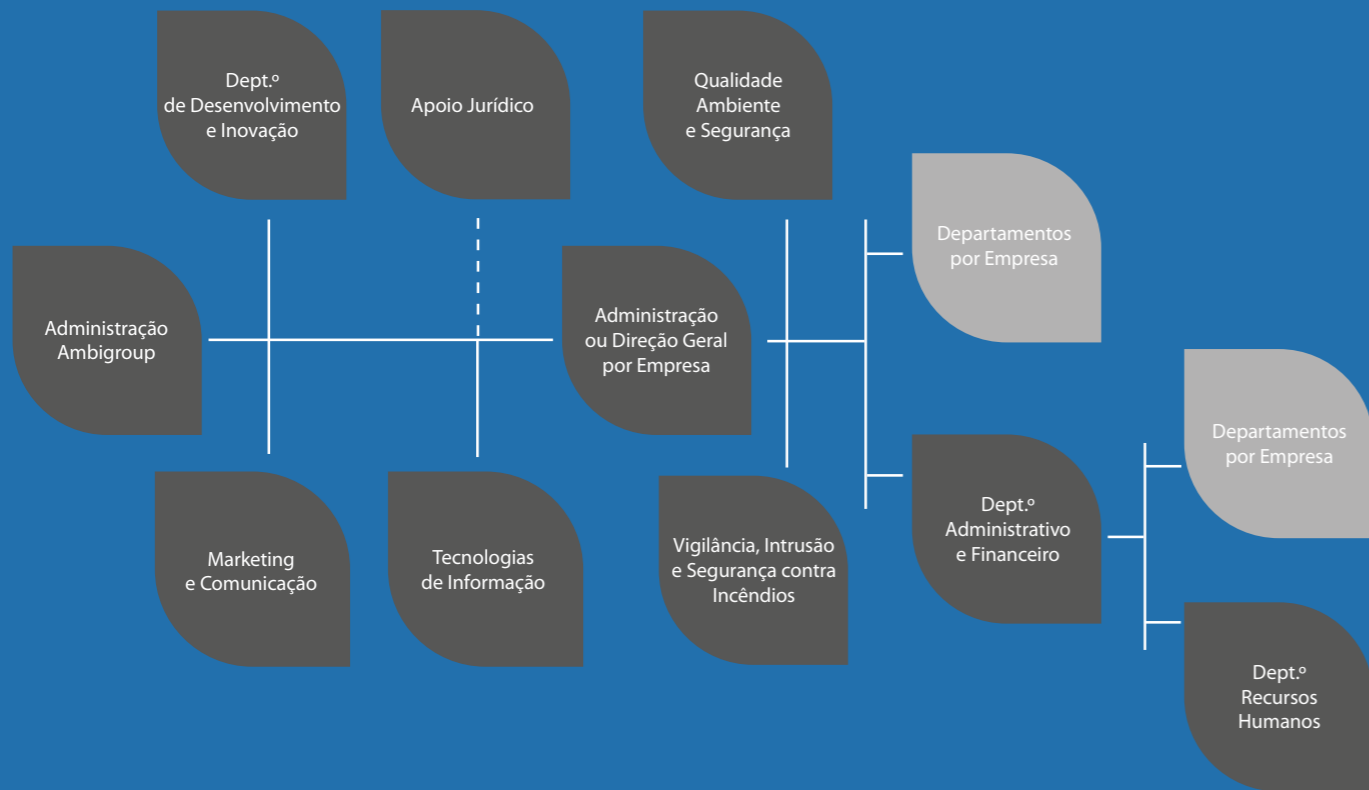 Dept.º
de Desenvolvimento
e Inovação
Apoio Jurídico
Qualidade
Ambiente
e Segurança
Departamentos
por Empresa
Administração
Ambigroup
Administração
ou Direção Geral
por Empresa
Departamentos
por Empresa
Marketing
e Comunicação
Tecnologias
de Informação
Vigilância, Intrusão
e Segurança contra
Incêndios
Dept.º
Administrativo
e Financeiro
Dept.º
Recursos
Humanos